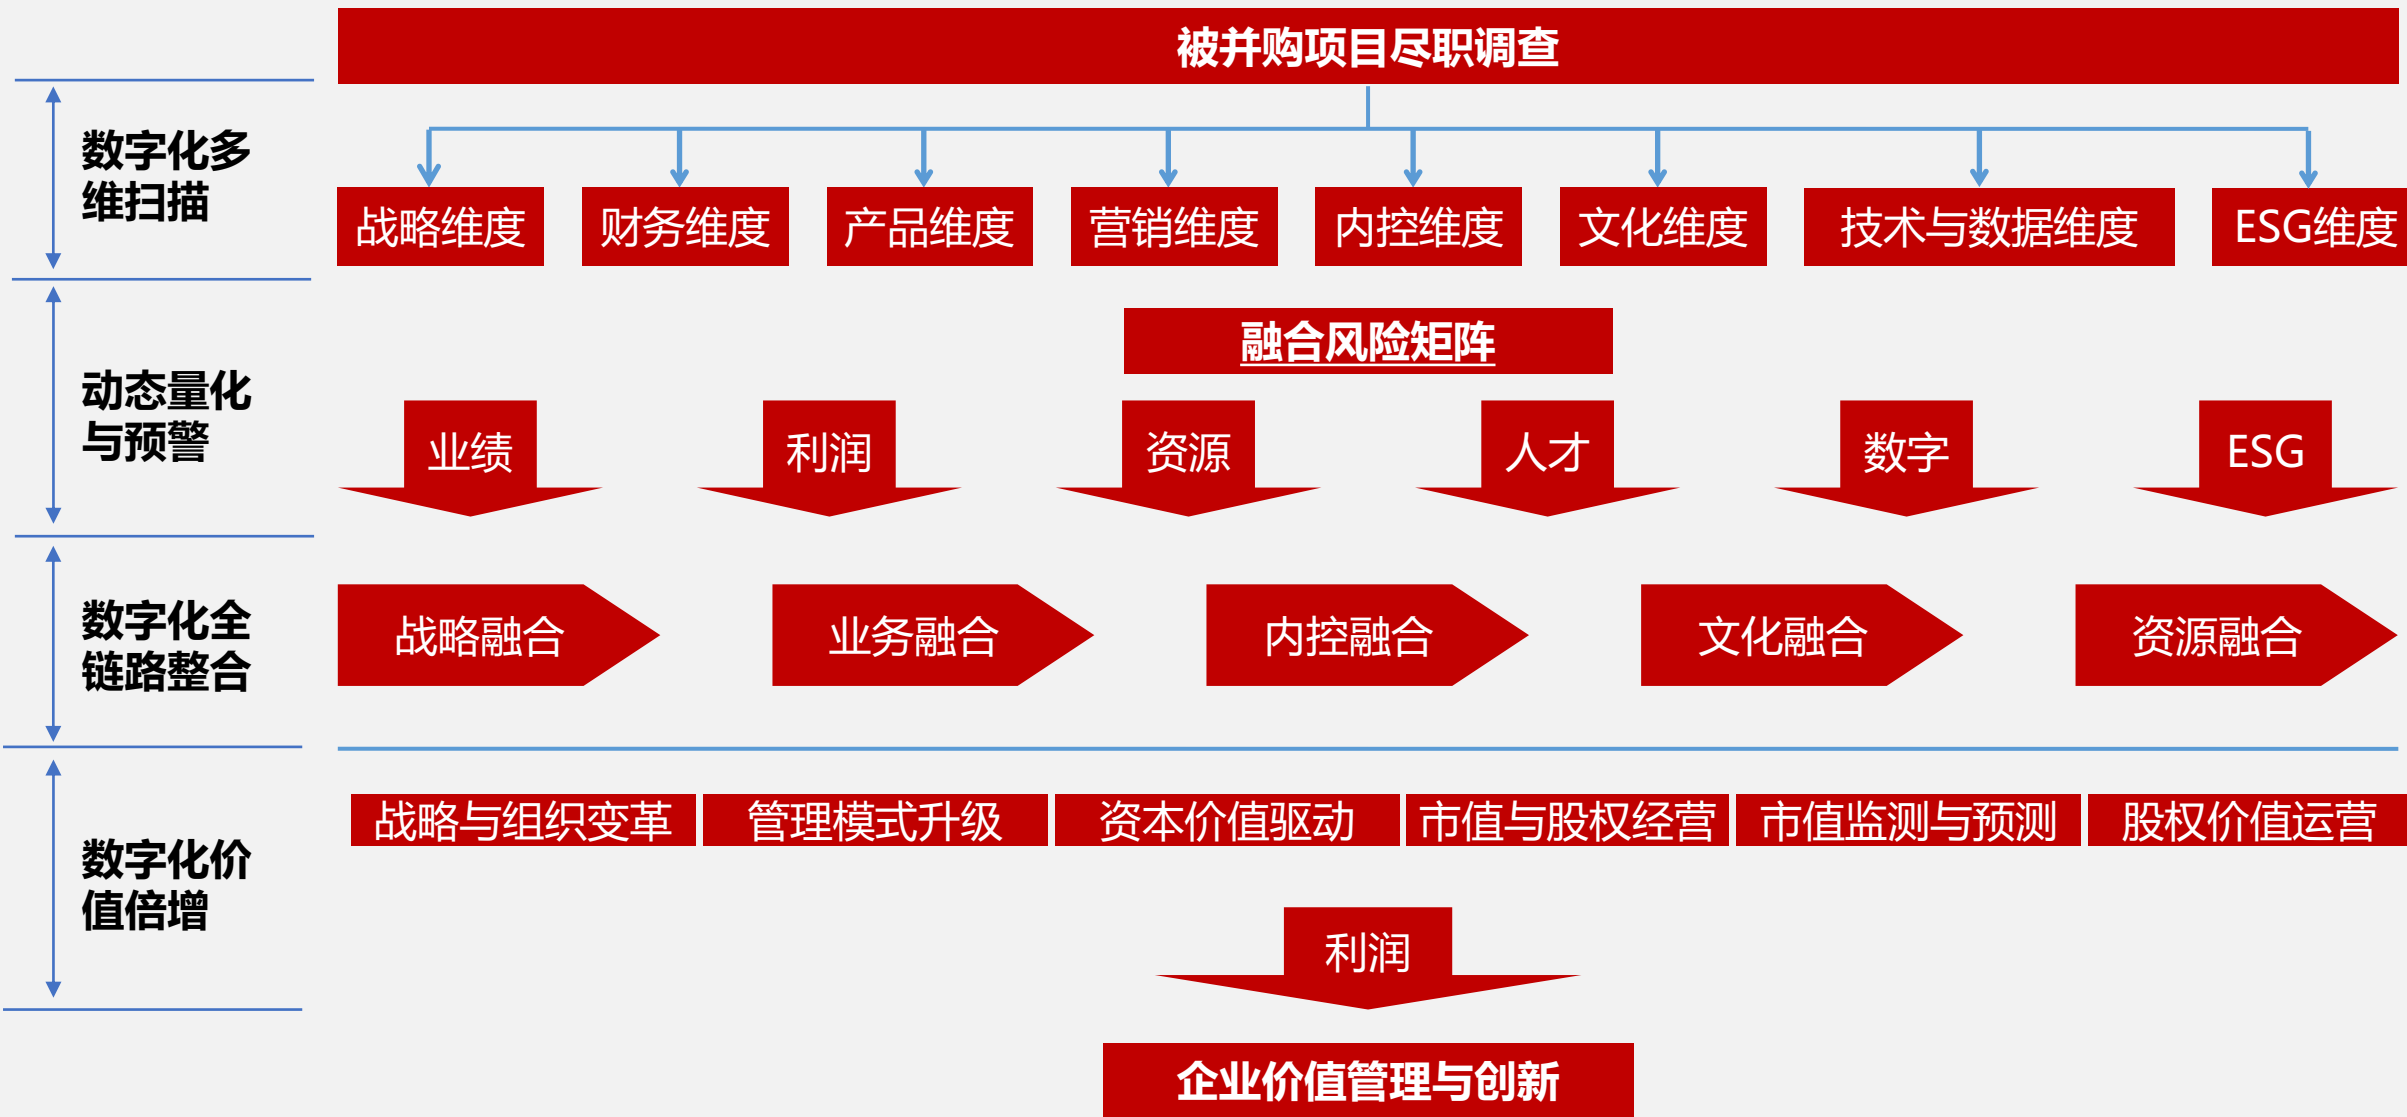 被并购项目尽职调查
数字化多
维扫描
战略维度
财务维度
产品维度
营销维度
内控维度
文化维度
技术与数据维度
ESG维度
融合风险矩阵
动态量化
与预警
业绩
利润
资源
人才
数字
ESG
数字化全
链路整合
战略融合
业务融合
内控融合
文化融合
资源融合
数字化价
值倍增
战略与组织变革
管理模式升级
资本价值驱动
市值与股权经营
市值监测与预测
股权价值运营
利润
企业价值管理与创新